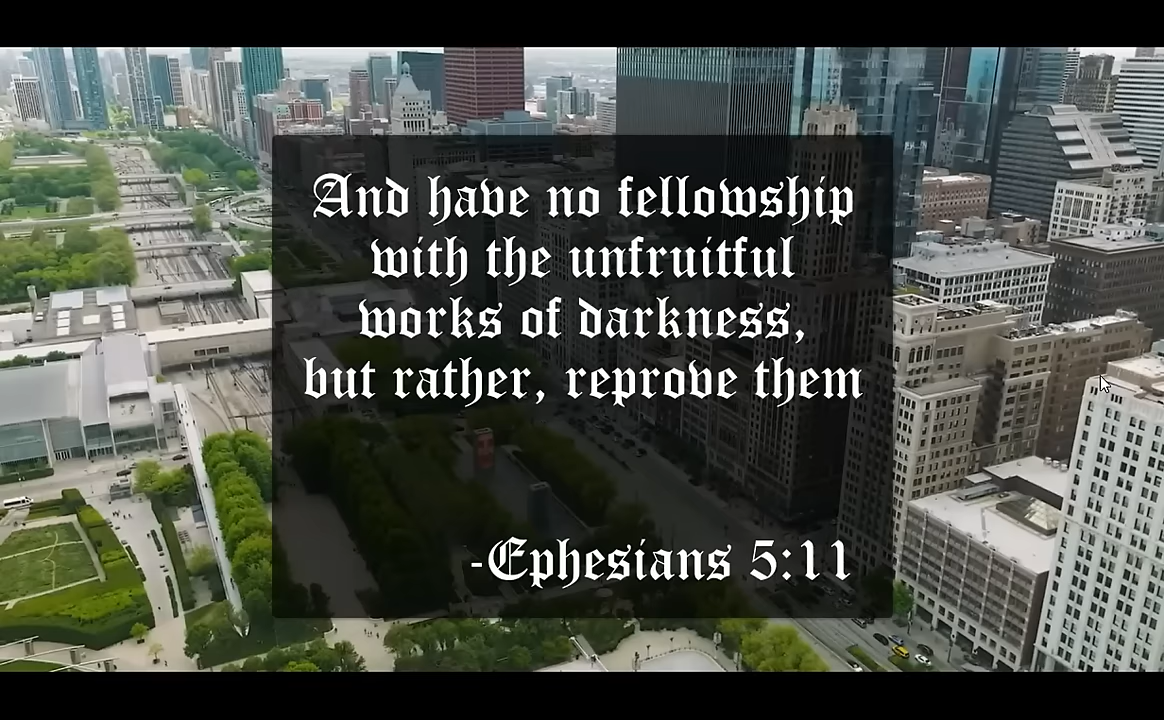 And have no fellowship
with the unfruitful
works of darkness,
but rather, reprove them
-Ephesians 5:11